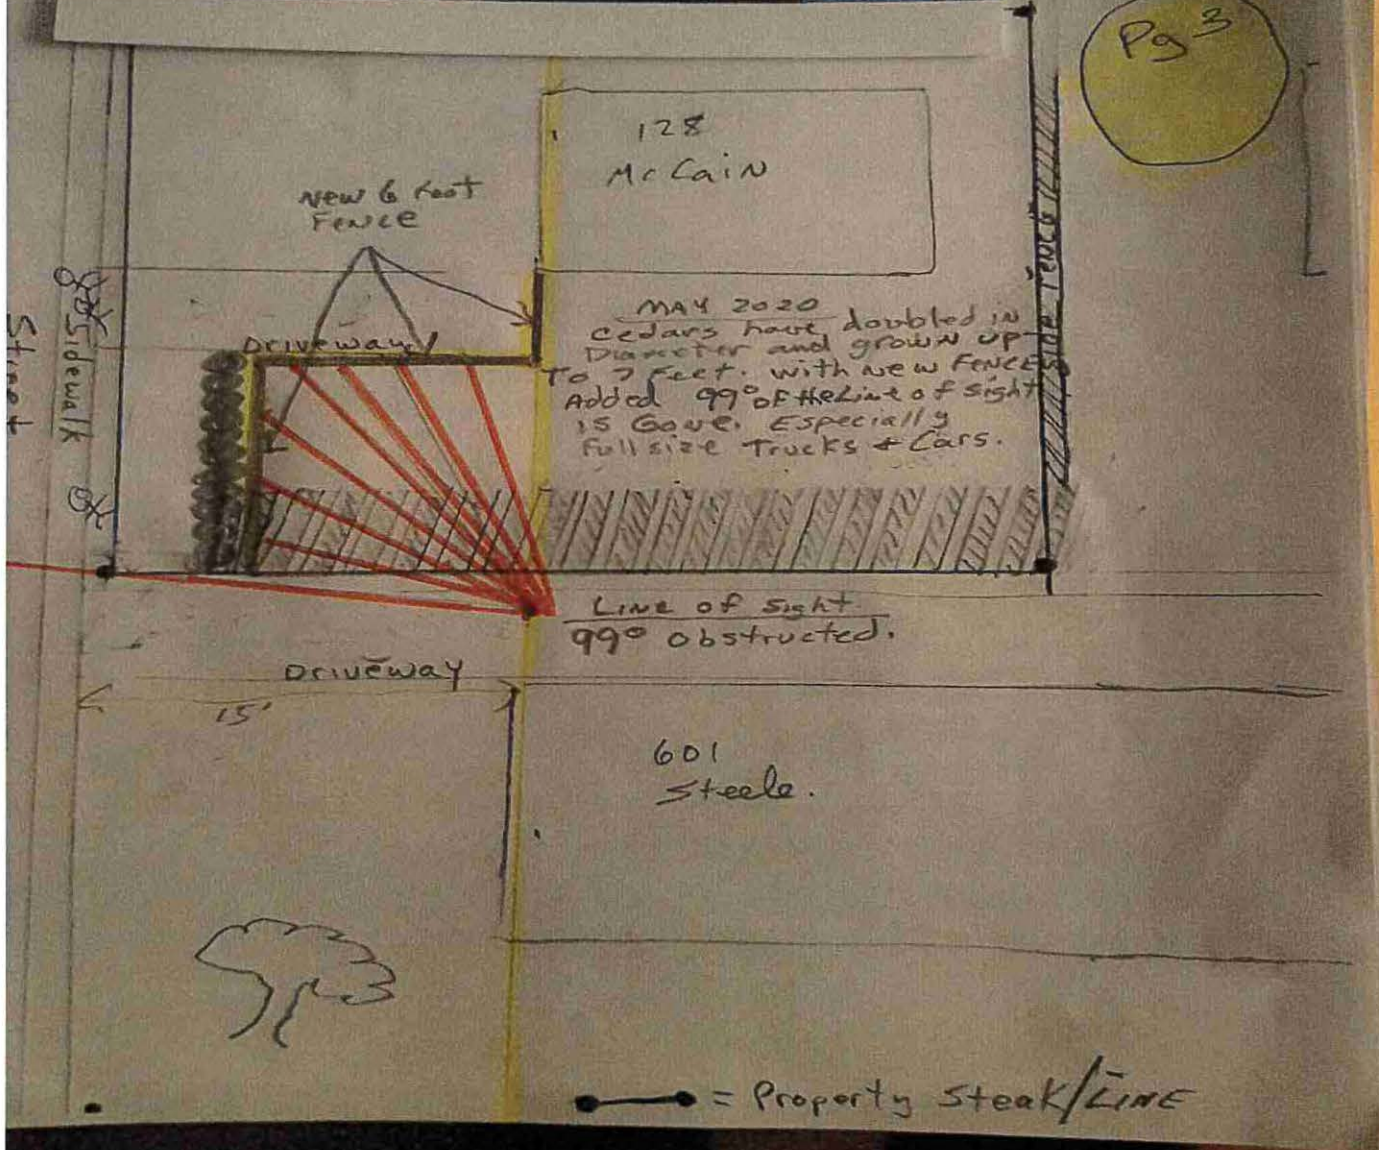 Pg 3
128
McCain
New 6 Foot
Fence
Side Fence
MAY 2020
Cedars have doubled in
Diameter and grown up
To 7 Feet. with New Fence
Added 99° of the Line of sight
is Gone. Especially
Full size Trucks + Cars.
Driveway
Sidewalk
Street
Line of sight
99° obstructed.
Driveway
15'
601
Steele.
= Property Steak/LINE